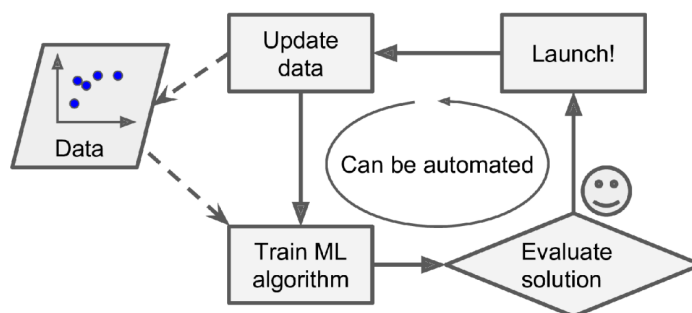 Update
data
Launch!
Data
Can be automated
Train ML
algorithm
Evaluate
solution